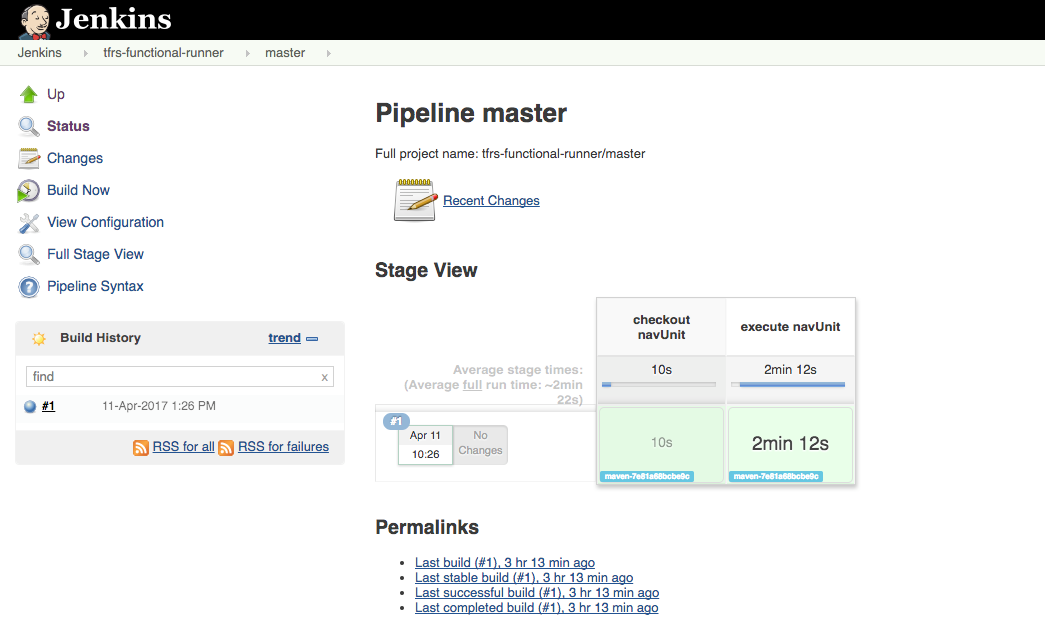 Jenkins
Jenkins
tfrs-functional-runner
master
Up
Status
Changes
Build Now
View Configuration
Full Stage View
Pipeline Syntax
Build History
trend
find
x
#1
11-Apr-2017 1:26 PM
RSS for all
RSS for failures
Pipeline master
Full project name: tfrs-functional-runner/master
Recent Changes
Stage View
checkout
navUnit
execute navUnit
Average stage times:
(Average full run time: ~2min
22s)
10s
2min 12s
#1
Apr 11
10:26
No
Changes
10s
2min 12s
maven-7e81a68bcbe9c
maven-7e81a68bcbe9c
Permalinks
Last build (#1), 3 hr 13 min ago
Last stable build (#1), 3 hr 13 min ago
Last successful build (#1), 3 hr 13 min ago
Last completed build (#1), 3 hr 13 min ago